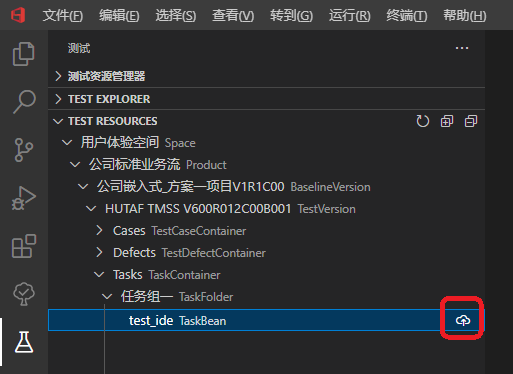 文件(F) 编辑(E) 选择(S) 查看(V) 转到(G) 运行(R) 终端(T) 帮助(H)
测试
测试资源管理器
TEST EXPLORER
TEST RESOURCES
用户体验空间 Space
公司标准业务流 Product
公司嵌入式_方案一项目V1R1C00 BaselineVersion
HUTAF TMSS V600R012C00B001 TestVersion
Cases TestCaseContainer
Defects TestDefectContainer
Tasks TaskContainer
任务组一 TaskFolder
test_ide TaskBean